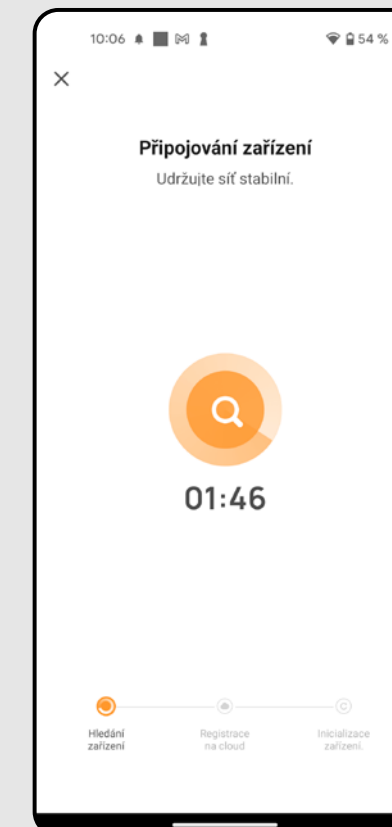 10:06 54 %
Připojování zařízení
Udržujte síť stabilní.
01:46
Hledání Registrace Inicializace
zařízení na cloud zařízení.